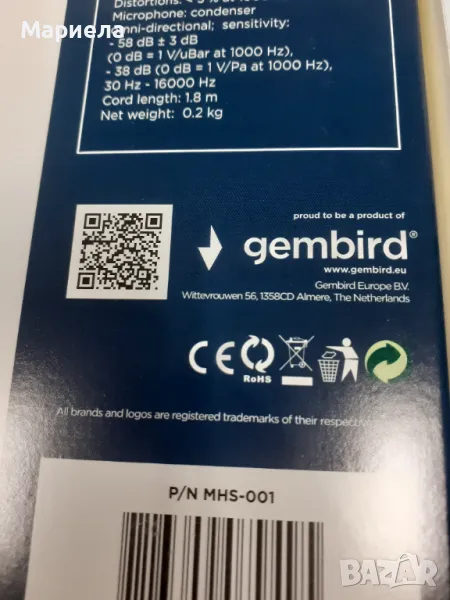 Мариела
Distortions:
Microphone: condenser
omni-directional; sensitivity:
- 58 dB ± 3 dB
(0 dB = 1 V/uBar at 1000 Hz),
- 38 dB (0 dB = 1 V/Pa at 1000 Hz),
30 Hz - 16000 Hz
Cord length: 1.8 m
Net weight: 0.2 kg
proud to be a product of
gembird®
www.gembird.eu
Gembird Europe B.V.
Wittevrouwen 56, 1358CD Almere, The Netherlands
CE RoHS
All brands and logos are registered trademarks of their
P/N MHS-001
BAZAR